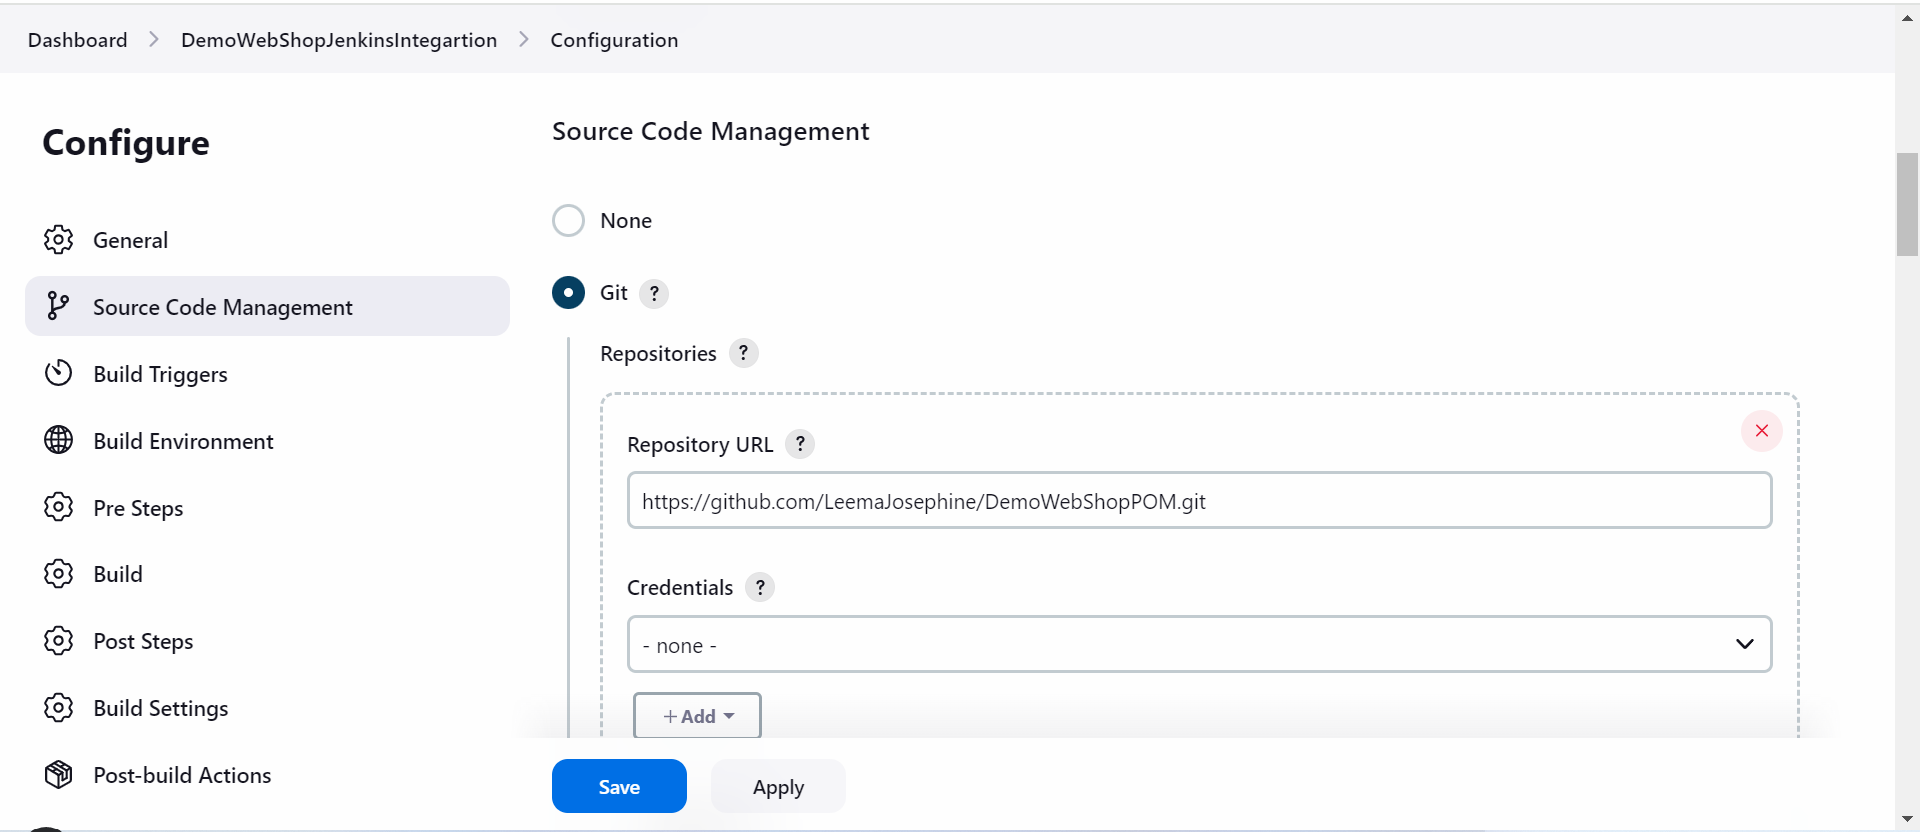 Dashboard > DemoWebShopJenkinsIntegartion > Configuration
Configure
General
Source Code Management
Build Triggers
Build Environment
Pre Steps
Build
Post Steps
Build Settings
Post-build Actions
Source Code Management
None
Git ?
Repositories ?
Repository URL ?
https://github.com/LeemaJosephine/DemoWebShopPOM.git
Credentials ?
- none -
+ Add
Save
Apply